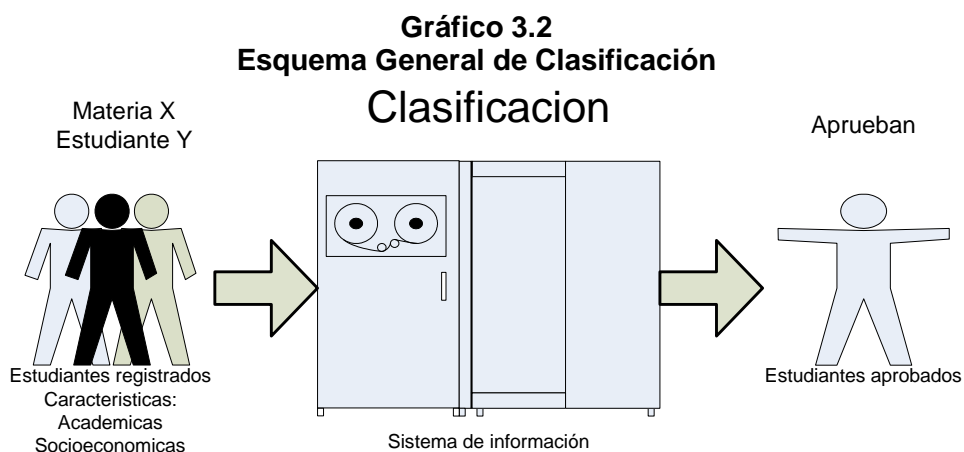 Gráfico 3.2
Esquema General de Clasificación
Clasificacion
Materia X
Estudiante Y
Aprueban
Estudiantes registrados
Caracteristicas:
Academicas
Socioeconomicas
Sistema de información
Estudiantes aprobados